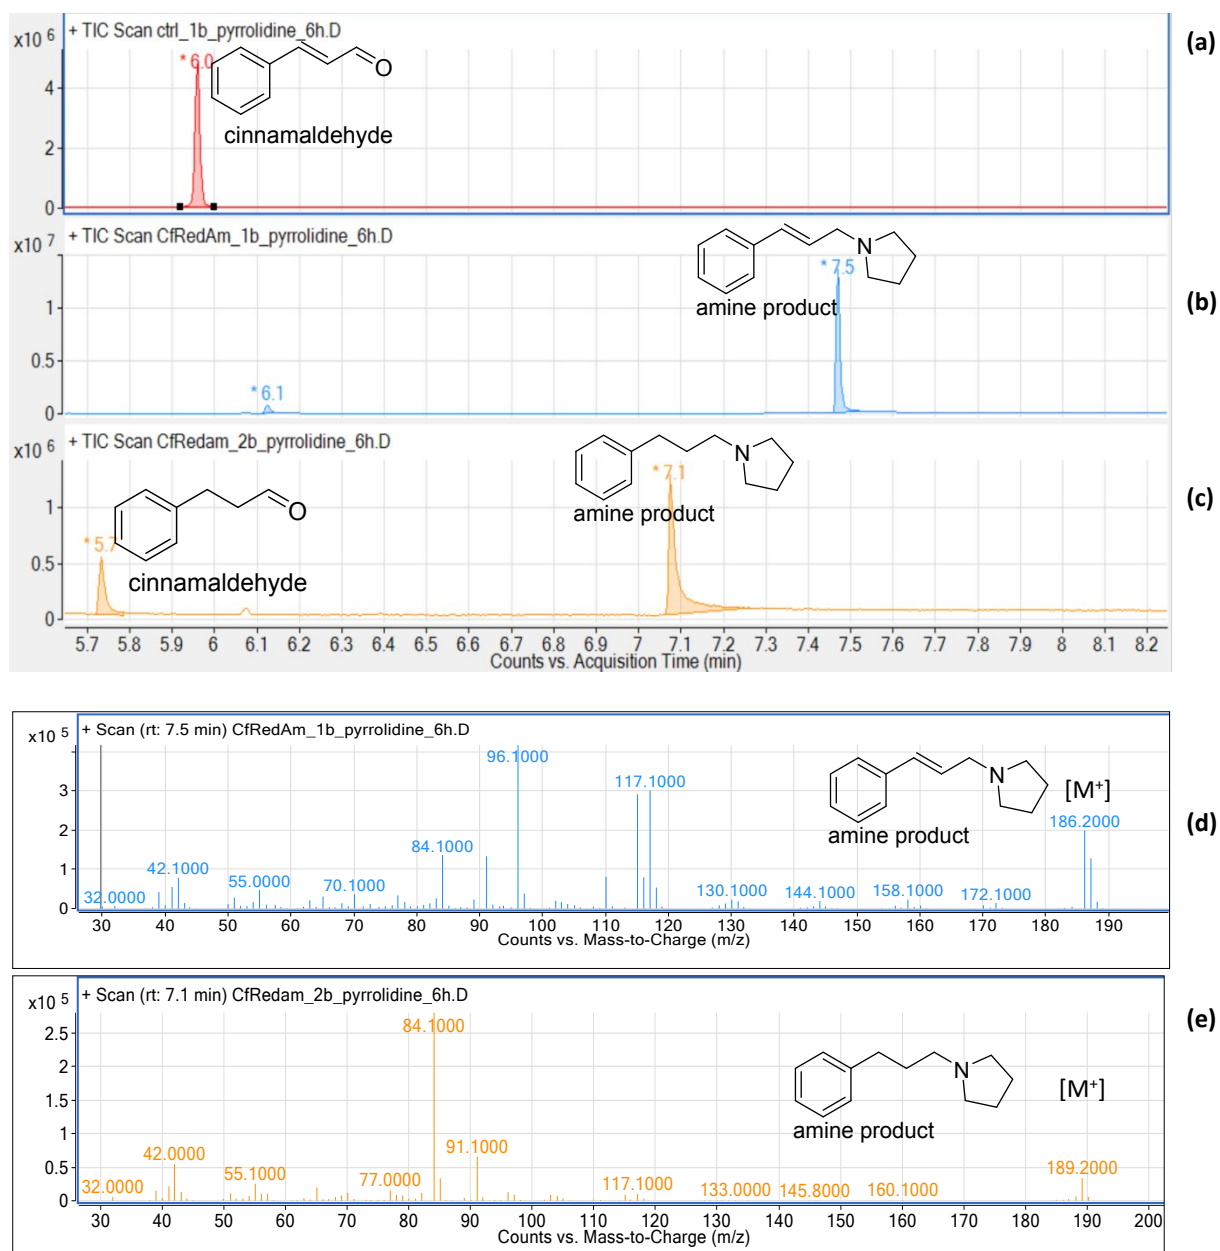 + TIC Scan ctrl_1b_pyrrolidine_6h.D
(a)
x10 6
* 6.0
O
cinnamaldehyde
4
2
0
+ TIC Scan CfRedAm_1b_pyrrolidine_6h.D
x10 7
N
* 7.5
amine product
(b)
1
0.5
* 6.1
0
+ TIC Scan CfRedam_2b_pyrrolidine_6h.D
x10 6
N
* 7.1
amine product
(c)
1
O
* 5.7
0.5
cinnamaldehyde
0
5.7 5.8 5.9 6 6.1 6.2 6.3 6.4 6.5 6.6 6.7 6.8 6.9 7 7.1 7.2 7.3 7.4 7.5 7.6 7.7 7.8 7.9 8 8.1 8.2
Counts vs. Acquisition Time (min)
+ Scan (rt: 7.5 min) CfRedAm_1b_pyrrolidine_6h.D
x10 5
96.1000
N
[M+]
3
117.1000
amine product
186.2000
(d)
2
84.1000
1
42.1000
55.0000
70.1000
130.1000
144.1000
158.1000
172.1000
32.0000
0
30 40 50 60 70 80 90 100 110 120 130 140 150 160 170 180 190
Counts vs. Mass-to-Charge (m/z)
+ Scan (rt: 7.1 min) CfRedam_2b_pyrrolidine_6h.D
x10 5
84.1000
(e)
2.5
2
N
[M+]
1.5
amine product
1
91.1000
0.5
42.0000
55.1000
77.0000
117.1000
133.0000
145.8000
160.1000
189.2000
32.0000
0
30 40 50 60 70 80 90 100 110 120 130 140 150 160 170 180 190 200
Counts vs. Mass-to-Charge (m/z)